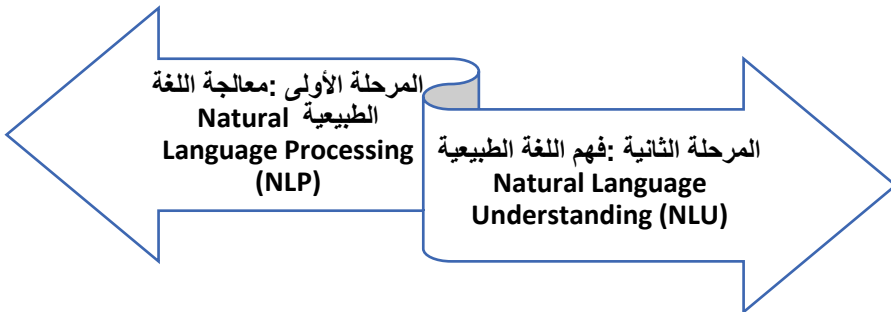 المرحلة الأولى :معالجة اللغة
الطبيعية Natural
Language Processing
(NLP)
المرحلة الثانية :فهم اللغة الطبيعية
Natural Language
Understanding (NLU)